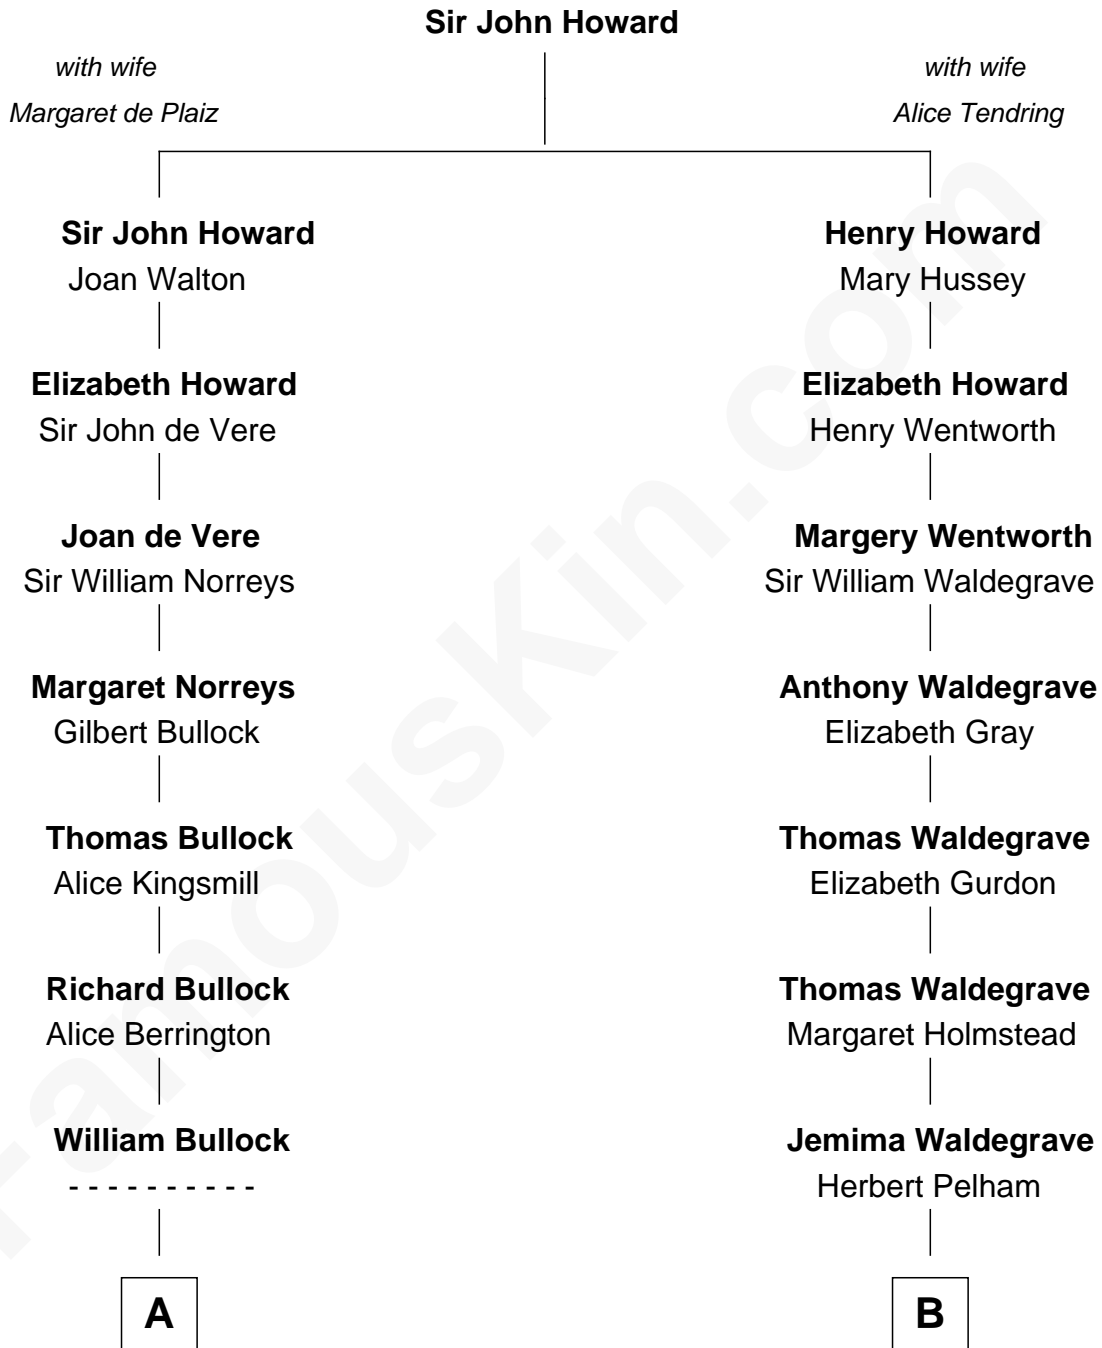 Sir John Howard
with wife
Margaret de Plaiz
with wife
Alice Tendring
Sir John Howard
Joan Walton
Henry Howard
Mary Hussey
Elizabeth Howard
Sir John de Vere
Elizabeth Howard
Henry Wentworth
Joan de Vere
Sir William Norreys
Margery Wentworth
Sir William Waldegrave
Margaret Norreys
Gilbert Bullock
Anthony Waldegrave
Elizabeth Gray
Thomas Bullock
Alice Kingsmill
Thomas Waldegrave
Elizabeth Gurdon
Richard Bullock
Alice Berrington
Thomas Waldegrave
Margaret Holmstead
William Bullock
- - - - - - - - - -
Jemima Waldegrave
Herbert Pelham
A
B
FamousKin.com